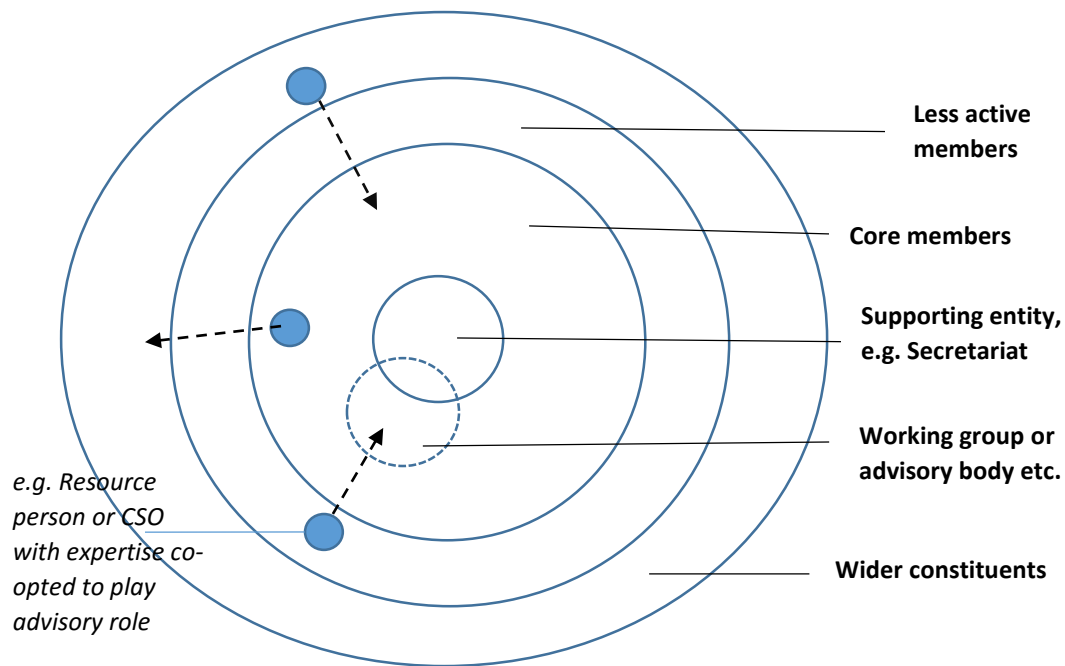 Less active
members
Core members
Supporting entity,
e.g. Secretariat
Working group or
advisory body etc.
e.g. Resource
person or CSO
with expertise co-
opted to play
advisory role
Wider constituents